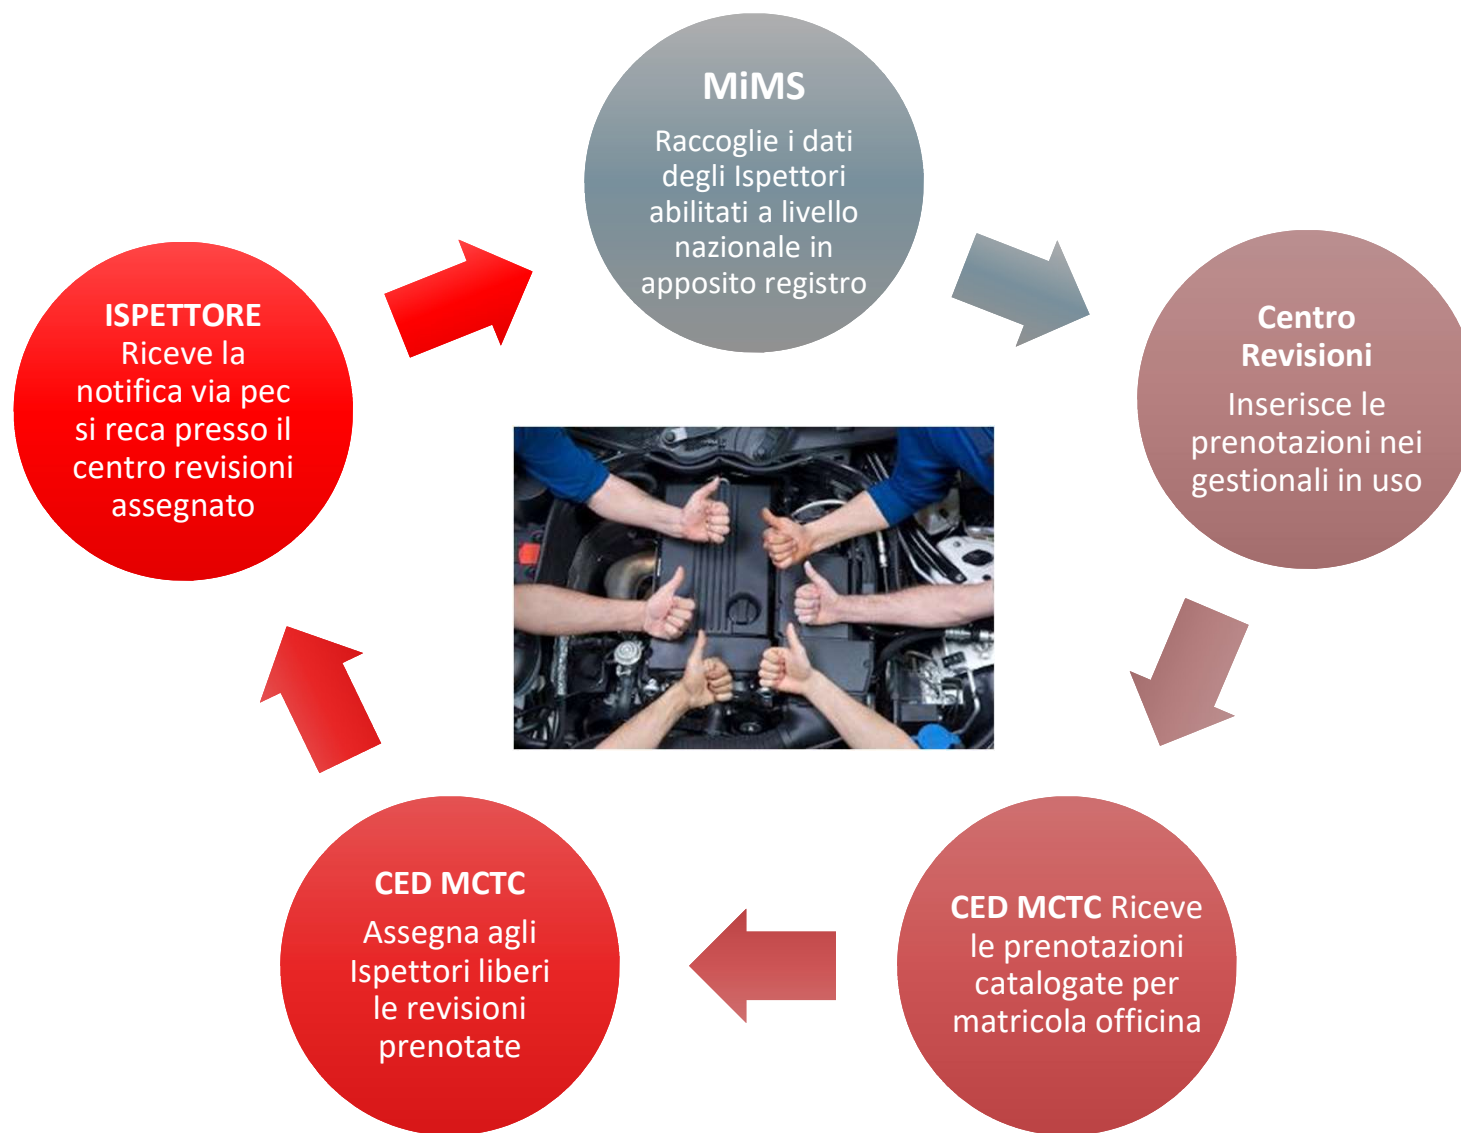 MiMS
Raccoglie i dati
degli Ispettori
abilitati a livello
nazionale in
apposito registro
Centro
Revisioni
Inserisce le
prenotazioni nei
gestionali in uso
CED MCTC Riceve
le prenotazioni
catalogate per
matricola officina
CED MCTC
Assegna agli
Ispettori liberi
le revisioni
prenotate
ISPETTORE
Riceve la
notifica via pec
si reca presso il
centro revisioni
assegnato